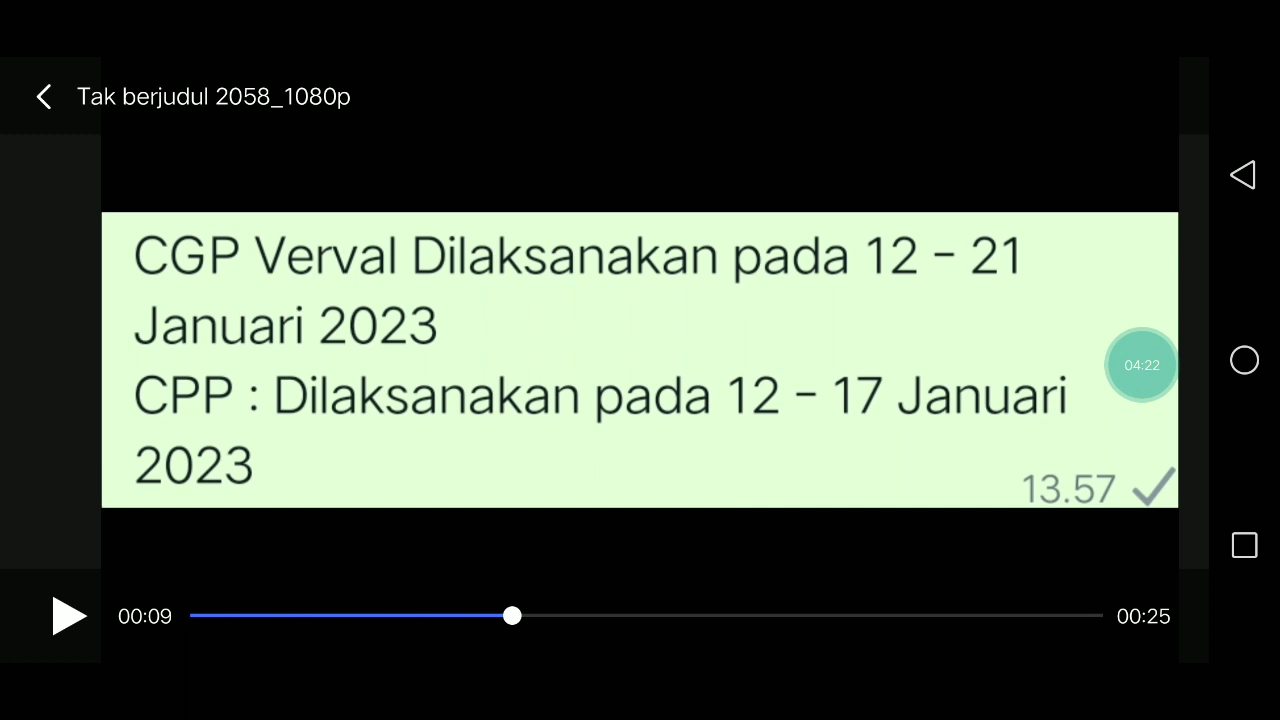 Tak berjudul 2058_1080p
CGP Verval Dilaksanakan pada 12 - 21
Januari 2023
CPP : Dilaksanakan pada 12 - 17 Januari
2023
04:22
13.57
00:09
00:25